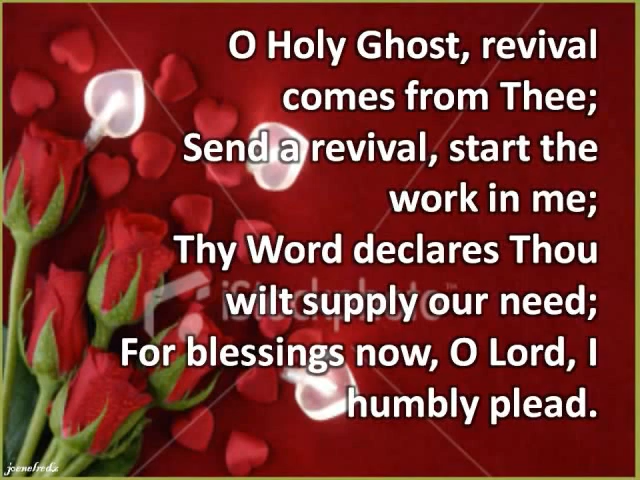 O Holy Ghost, revival
comes from Thee;
Send a revival, start the
work in me;
Thy Word declares Thou
wilt supply our need;
For blessings now, O Lord, I
humbly plead.
iStockphoto™